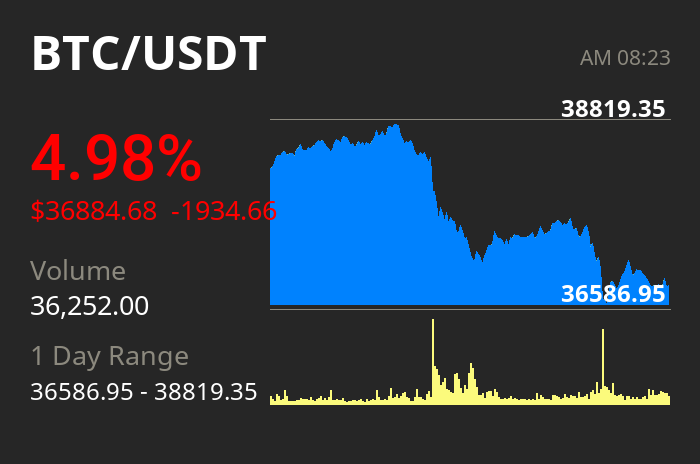 BTC/USDT
AM 08:23
38819.35
4.98%
$36884.68 -1934.66
Volume
36,252.00
36586.95
1 Day Range
36586.95 - 38819.35